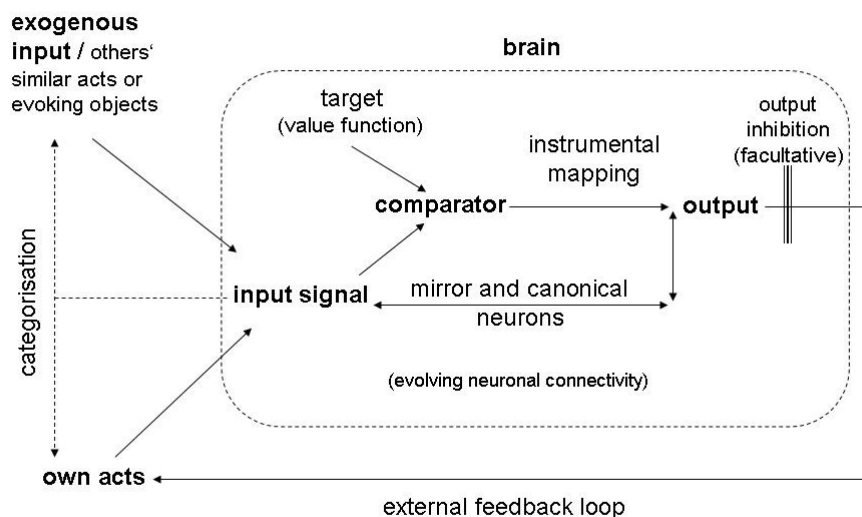 exogenous
input / others‘
similar acts or
evoking objects
brain
target
(value function)
output
inhibition
(facultative)
instrumental
mapping
comparator
output
categorisation
input signal
mirror and canonical
neurons
(evolving neuronal connectivity)
own acts
external feedback loop